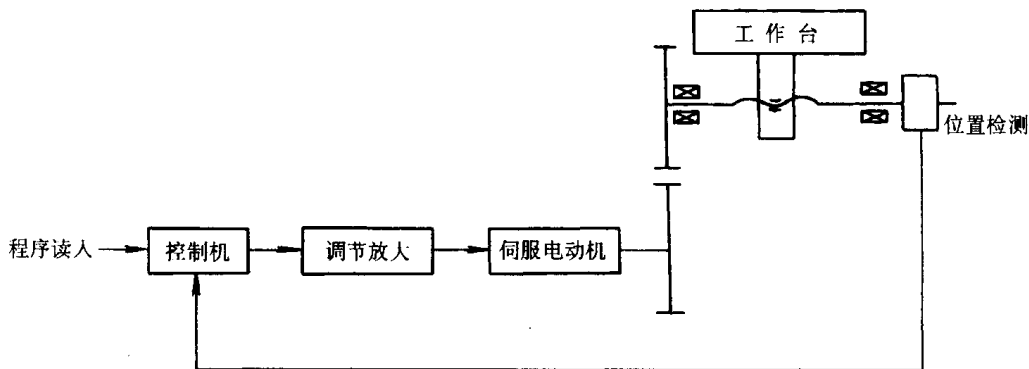 工作台
位置检测
程序读入
控制机
调节放大
伺服电动机